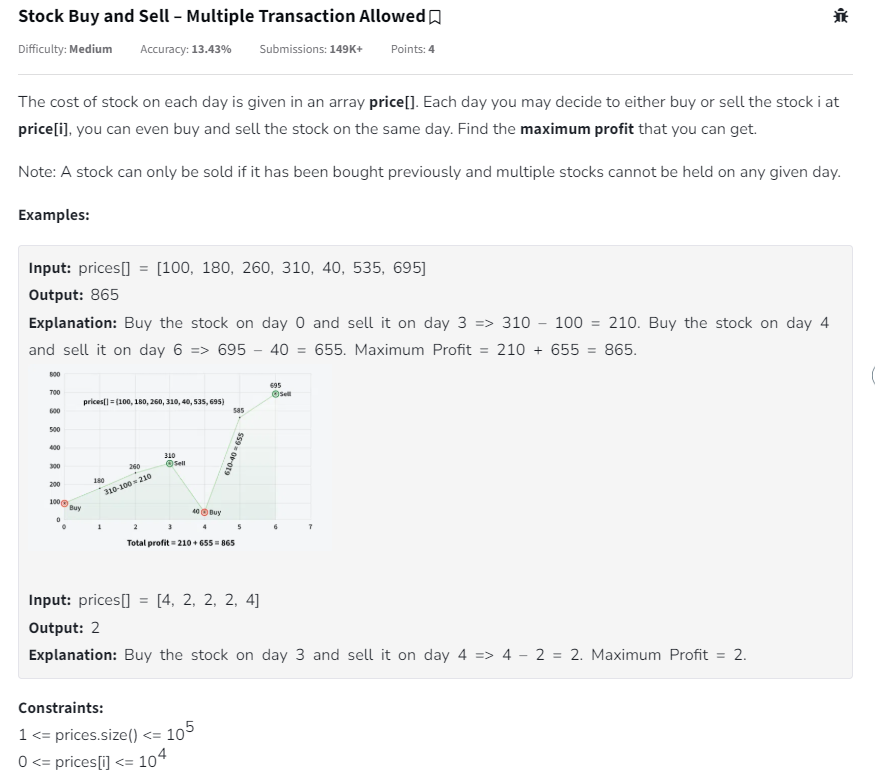 Stock Buy and Sell – Multiple Transaction Allowed
Difficulty: Medium Accuracy: 13.43% Submissions: 149K+ Points: 4
The cost of stock on each day is given in an array price[]. Each day you may decide to either buy or sell the stock i at
price[i], you can even buy and sell the stock on the same day. Find the maximum profit that you can get.
Note: A stock can only be sold if it has been bought previously and multiple stocks cannot be held on any given day.
Examples:
Input: prices[] = [100, 180, 260, 310, 40, 535, 695]
Output: 865
Explanation: Buy the stock on day 0 and sell it on day 3 => 310 – 100 = 210. Buy the stock on day 4
and sell it on day 6 => 695 – 40 = 655. Maximum Profit = 210 + 655 = 865.
800
700
600
500
400
300
200
100
0
prices[] = {100, 180, 260, 310, 40, 535, 695}
695
Sell
585
310
Sell
260
180
310-100 = 210
610-40 = 655
Buy
40
Buy
0 1 2 3 4 5 6 7
Total profit = 210 + 655 = 865
Input: prices[] = [4, 2, 2, 2, 4]
Output: 2
Explanation: Buy the stock on day 3 and sell it on day 4 => 4 – 2 = 2. Maximum Profit = 2.
Constraints:
1 <= prices.size() <= 10^5
0 <= prices[i] <= 10^4